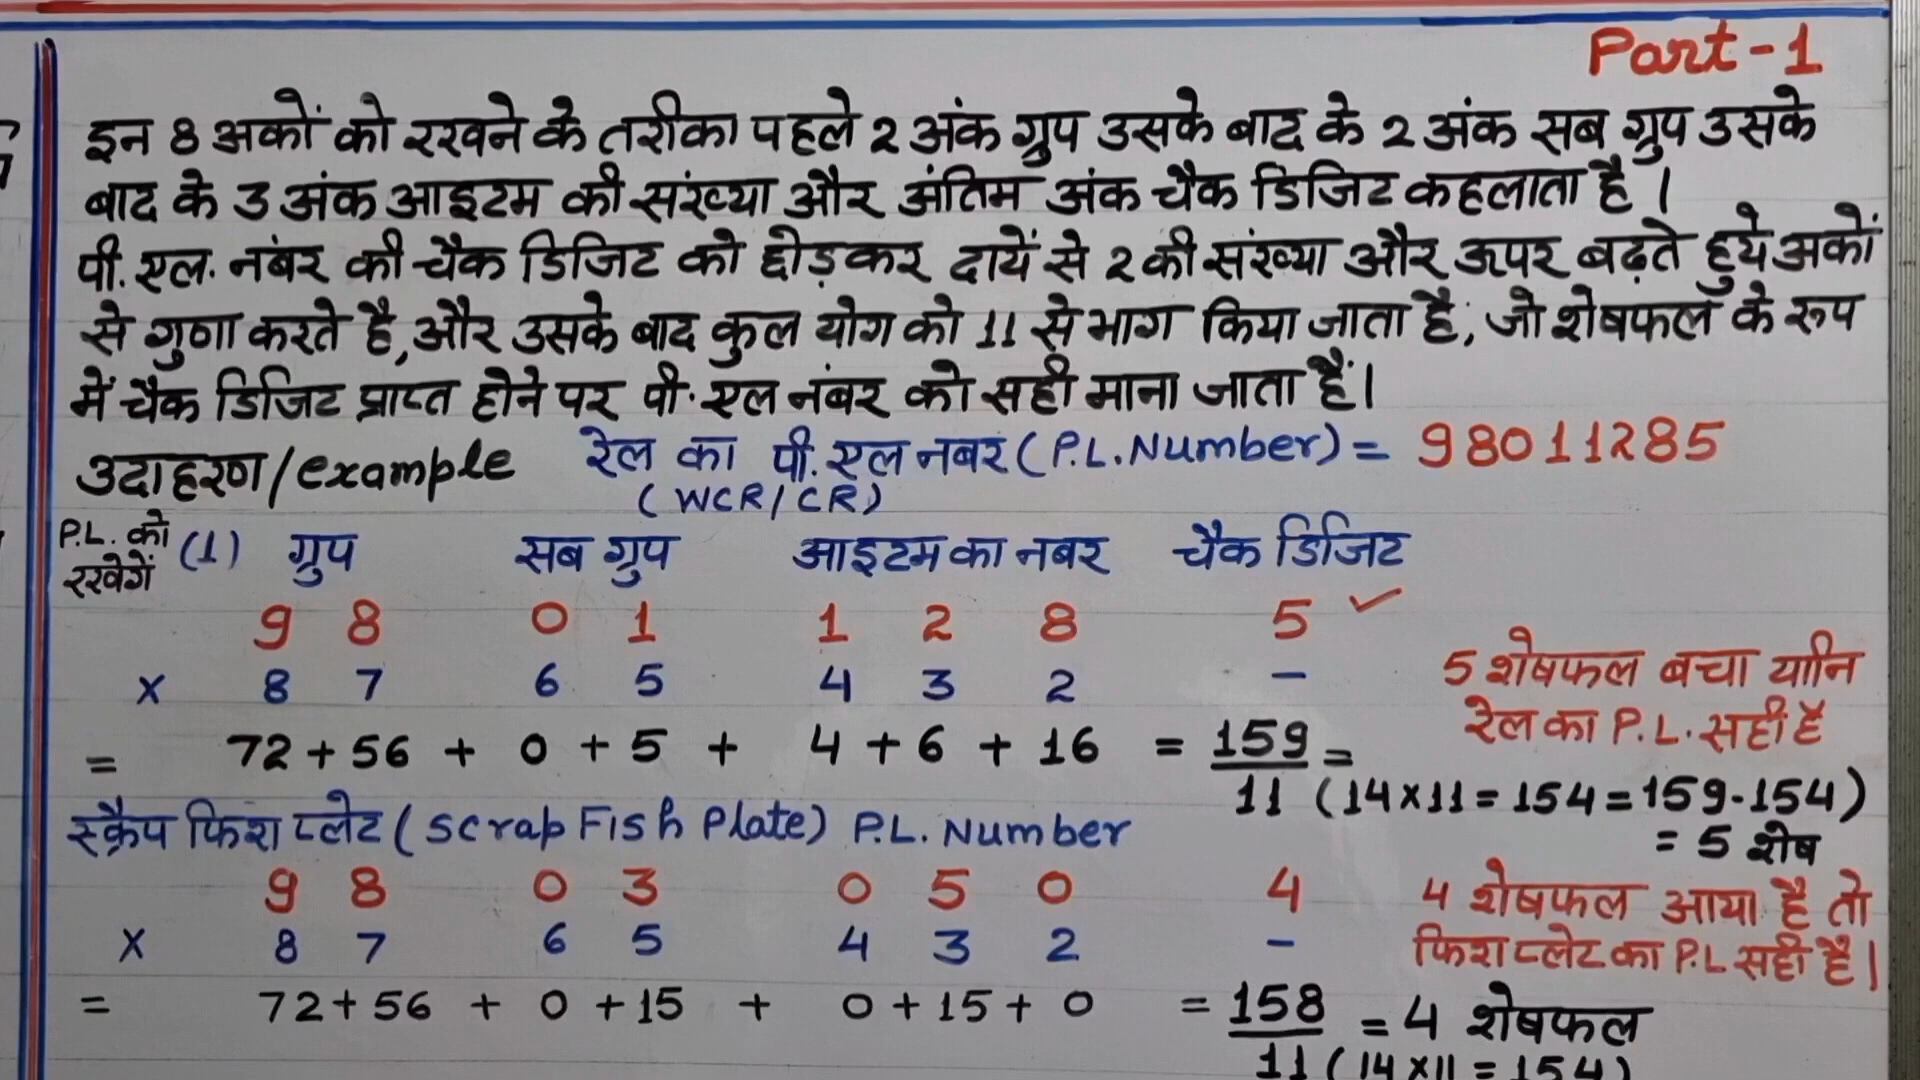 Part-1
इन 8 अकों को रखने के तरीका पहले 2 अंक ग्रुप उसके बाद के 2 अंक सब ग्रुप उसके
बाद के 3 अंक आइटम की संख्या और अंतिम अंक चैक डिजिट कहलाता है ।
पी. एल. नंबर की चैक डिजिट को छोड़कर दायें से 2 की संख्या और ऊपर बढ़ते हुये अकों
से गुणा करते है, और उसके बाद कुल योग को 11 से भाग किया जाता है, जो शेषफल के रूप
में चैक डिजिट प्राप्त होने पर पी. एल नंबर को सही माना जाता हैं।
उदाहरण/example रेल का पी. एल नबर (P.L. Number) = 98011285
(WCR/CR)
P.L. को रखेगें (1) ग्रुप सब ग्रुप आइटम का नबर चैक डिजिट
9 8 0 1 1 2 8 5 ✓
x 8 7 6 5 4 3 2 - 5 शेषफल बचा यानि
रेल का P.L. सही है
= 72 + 56 + 0 + 5 + 4 + 6 + 16 = 159 =
11 (14x11 = 154 = 159-154)
= 5 शेष
स्क्रैप फिश प्लेट (Scrap Fish Plate) P.L. Number
9 8 0 3 0 5 0 4 4 शेषफल आया है तो
x 8 7 6 5 4 3 2 - फिश प्लेट का P.L सही है।
= 72 + 56 + 0 + 15 + 0 + 15 + 0 = 158 = 4 शेषफल
11 (14x11 = 154)